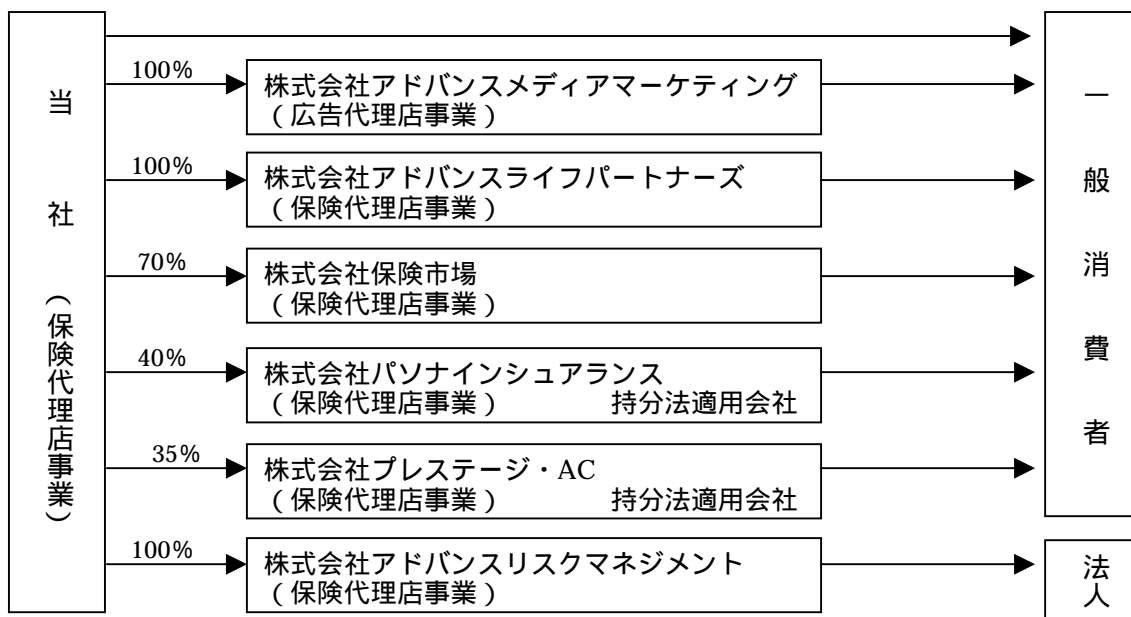 当社
(保険代理店事業)
100%
株式会社アドバンスメディアマーケティング
(広告代理店事業)
100%
株式会社アドバンスライフパートナーズ
(保険代理店事業)
70%
株式会社保険市場
(保険代理店事業)
40%
株式会社パソナインシュアランス
(保険代理店事業) 持分法適用会社
35%
株式会社プレステージ・AC
(保険代理店事業) 持分法適用会社
100%
株式会社アドバンスリスクマネジメント
(保険代理店事業)
一般消費者
法人